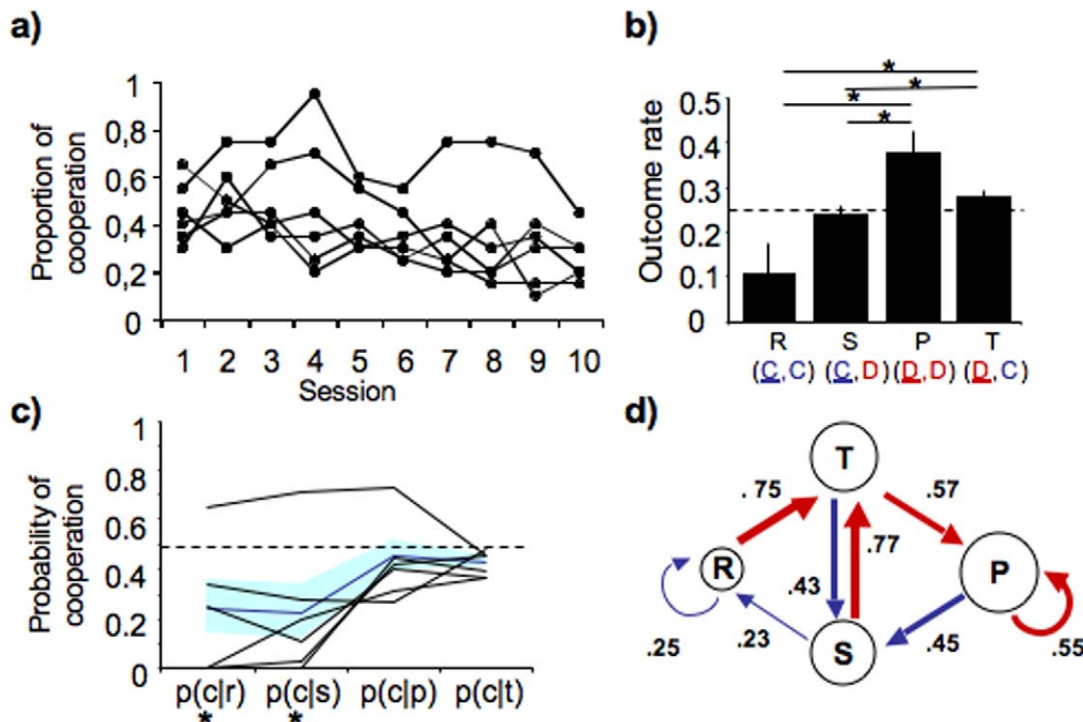 a)
Proportion of
cooperation
1
0,8
0,6
0,4
0,2
0
1 2 3 4 5 6 7 8 9 10
Session
b)
Outcome rate
0.5
0.4
0.3
0.2
0.1
0
*
*
*
*
R S P T
(C,C) (C,D) (D,D) (D,C)
c)
Probability of
cooperation
1
0.8
0.6
0.4
0.2
0
p(c|r) p(c|s) p(c|p) p(c|t)
* *
d)
T
. 75
.57
.77
R
P
.43
.25
.23
.45
.55
S